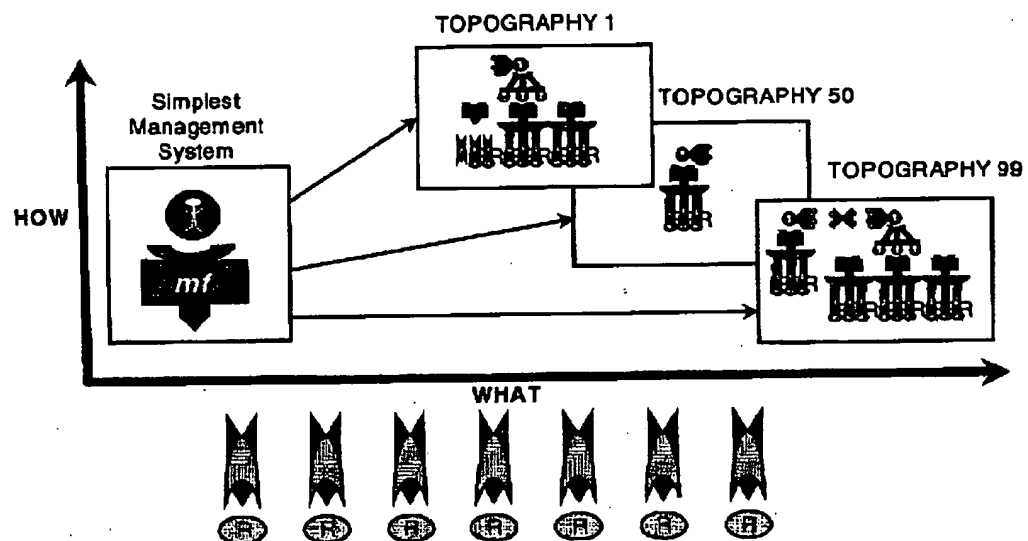 TOPOGRAPHY 1
Simplest
Management
System
TOPOGRAPHY 50
TOPOGRAPHY 99
HOW
mf
WHAT
R R R R R R R